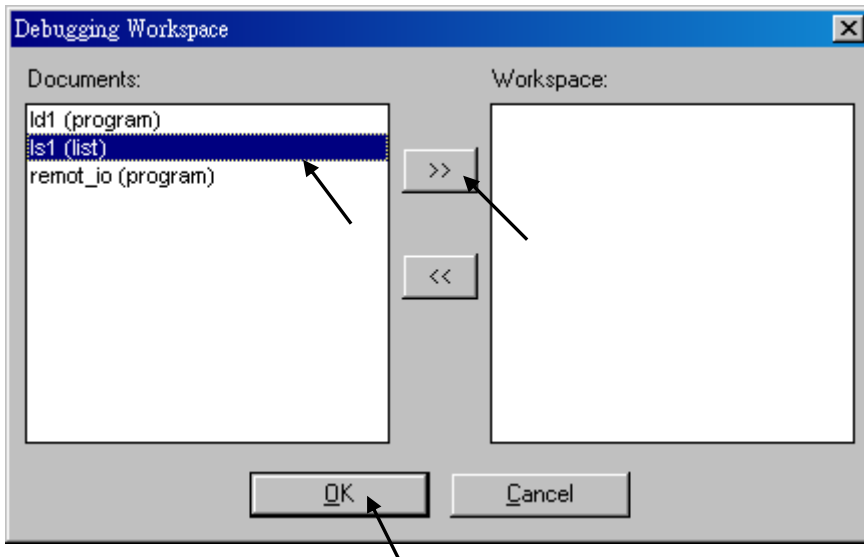 Debugging Workspace
Documents:
Workspace:
ld1 (program)
ls1 (list)
remot_io (program)
>>
<<
OK
Cancel